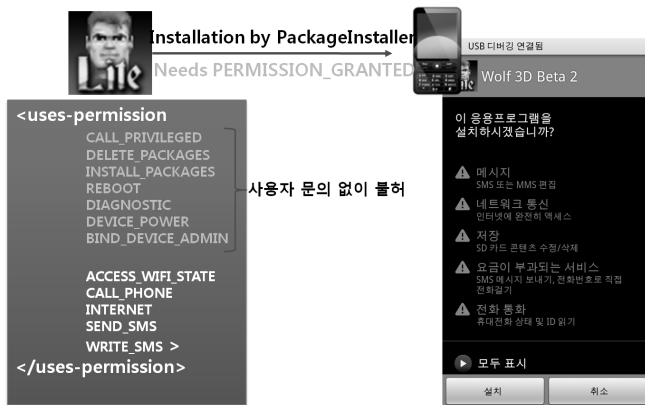 Installation by PackageInstaller
Needs PERMISSION_GRANTED
Lite
<uses-permission
CALL_PRIVILEGED
DELETE_PACKAGES
INSTALL_PACKAGES
REBOOT
DIAGNOSTIC
DEVICE_POWER
BIND_DEVICE_ADMIN
사용자 문의 없이 불허
ACCESS_WIFI_STATE
CALL_PHONE
INTERNET
SEND_SMS
WRITE_SMS >
</uses-permission>
USB 디버깅 연결됨
Wolf 3D Beta 2
이 응용프로그램을
설치하시겠습니까?
메시지
SMS 또는 MMS 편집
네트워크 통신
인터넷에 완전히 액세스
저장
SD 카드 콘텐츠 수정/삭제
요금이 부과되는 서비스
SMS 메시지 보내기, 전화번호로 직접
전화걸기
전화 통화
휴대전화 상태 및 ID 읽기
모두 표시
설치
취소